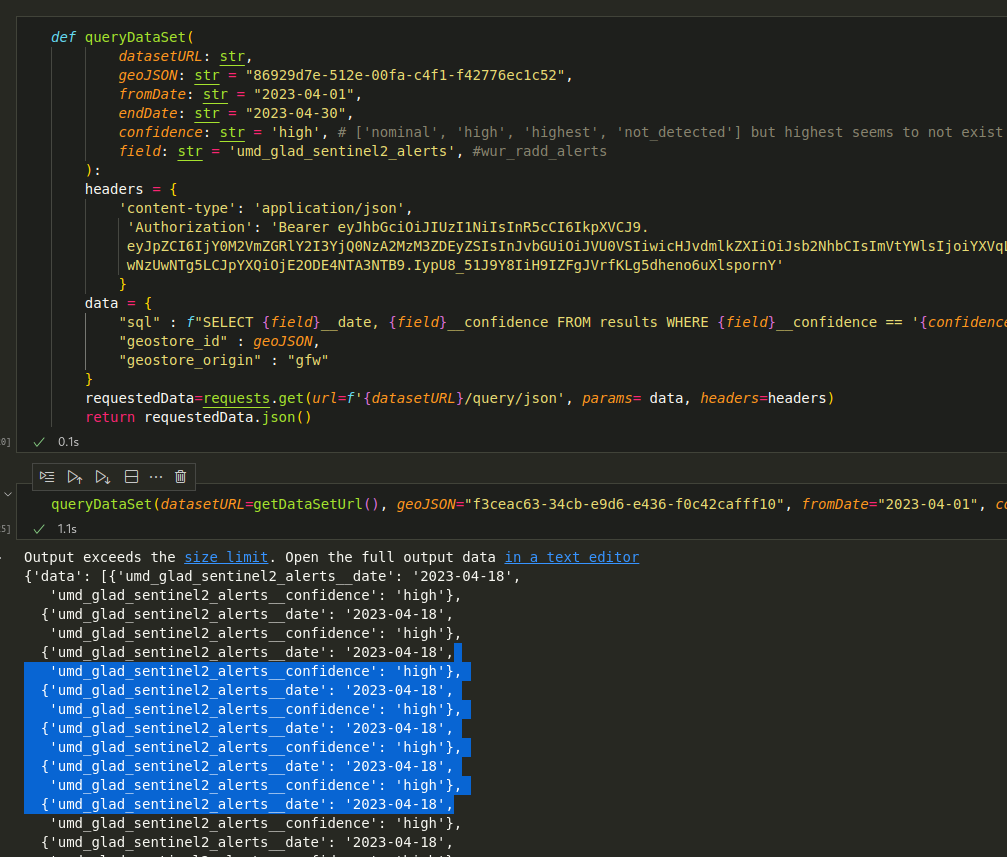 def queryDataSet(
datasetURL: str,
geoJSON: str = "86929d7e-512e-00fa-c4f1-f42776ec1c52",
fromDate: str = "2023-04-01",
endDate: str = "2023-04-30",
confidence: str = 'high', # ['nominal', 'high', 'highest', 'not_detected'] but highest seems to not exist
field: str = 'umd_glad_sentinel2_alerts', #wur_radd_alerts
):
headers = {
'content-type': 'application/json',
'Authorization': 'Bearer eyJhbGciOiJIUzI1NiIsInR5cCI6IkpXVCJ9.
eyJpZCI6IjY0M2VmZGRlY2I3YjQ0NzA2MzM3ZDEyZSIsInJvbGUiOiJVU0VSIiwicHJvdmlkZXIiOiJsb2NhbCIsImVtYWlsIjoiYXVqL
wNzUwNTg5LCJpYXQiOjE2ODE4NTA3NTB9.IypU8_51J9Y8IiH9IZFgJVrfKLg5dheno6uXlspornY'
}
data = {
"sql" : f"SELECT {field}__date, {field}__confidence FROM results WHERE {field}__confidence == '{confidence
"geostore_id" : geoJSON,
"geostore_origin" : "gfw"
}
requestedData=requests.get(url=f'{datasetURL}/query/json', params= data, headers=headers)
return requestedData.json()
0]
0.1s
queryDataSet(datasetURL=getDataSetUrl(), geoJSON="f3ceac63-34cb-e9d6-e436-f0c42cafff10", fromDate="2023-04-01", co
5]
1.1s
Output exceeds the size limit. Open the full output data in a text editor
{'data': [{'umd_glad_sentinel2_alerts__date': '2023-04-18',
'umd_glad_sentinel2_alerts__confidence': 'high'},
{'umd_glad_sentinel2_alerts__date': '2023-04-18',
'umd_glad_sentinel2_alerts__confidence': 'high'},
{'umd_glad_sentinel2_alerts__date': '2023-04-18',
'umd_glad_sentinel2_alerts__confidence': 'high'},
{'umd_glad_sentinel2_alerts__date': '2023-04-18',
'umd_glad_sentinel2_alerts__confidence': 'high'},
{'umd_glad_sentinel2_alerts__date': '2023-04-18',
'umd_glad_sentinel2_alerts__confidence': 'high'},
{'umd_glad_sentinel2_alerts__date': '2023-04-18',
'umd_glad_sentinel2_alerts__confidence': 'high'},
{'umd_glad_sentinel2_alerts__date': '2023-04-18',
'umd_glad_sentinel2_alerts__confidence': 'high'},
{'umd_glad_sentinel2_alerts__date': '2023-04-18',